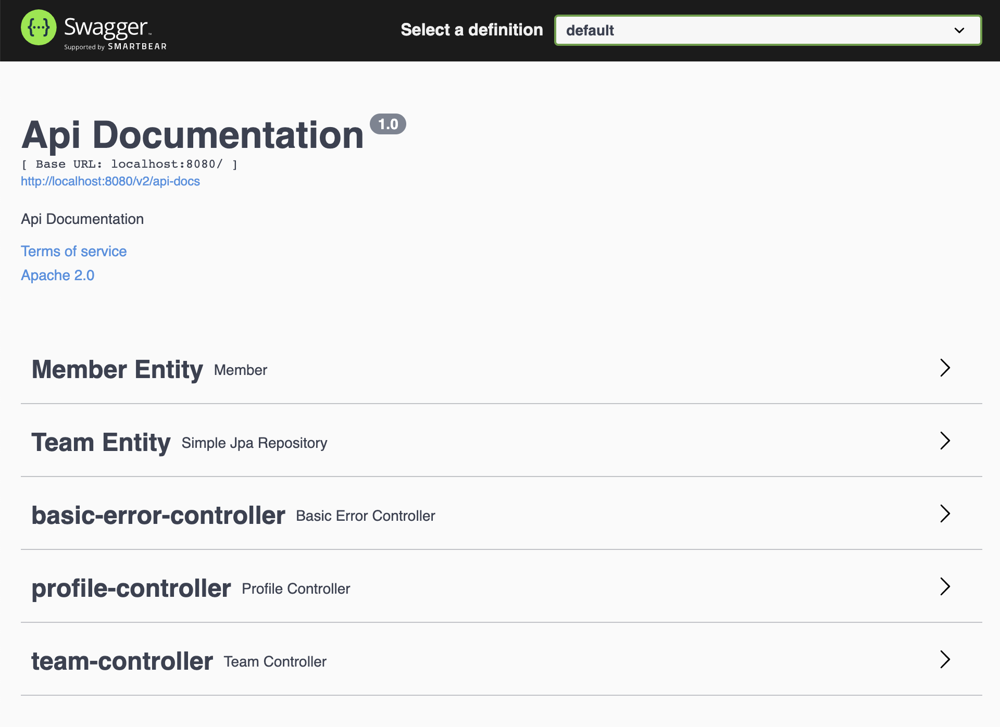 {···} Swagger™
Supported by SMARTBEAR
Select a definition default
Api Documentation 1.0
[ Base URL: localhost:8080/ ]
http://localhost:8080/v2/api-docs
Api Documentation
Terms of service
Apache 2.0
Member Entity Member
Team Entity Simple Jpa Repository
basic-error-controller Basic Error Controller
profile-controller Profile Controller
team-controller Team Controller